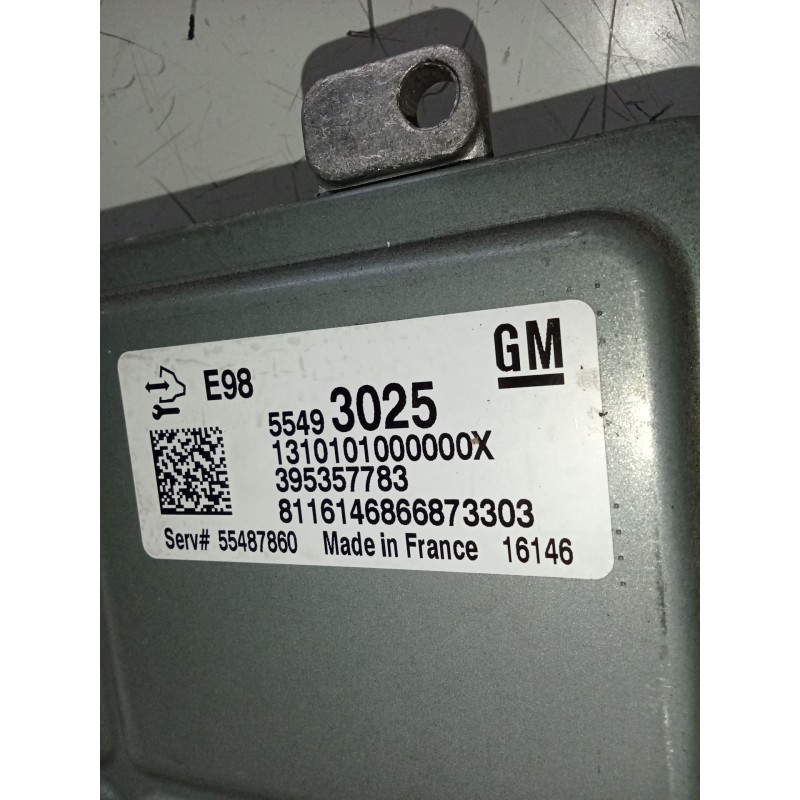 GM
E98
5549 3025
1310101000000X
395357783
8116146866873303
Serv# 55487860 Made in France 16146